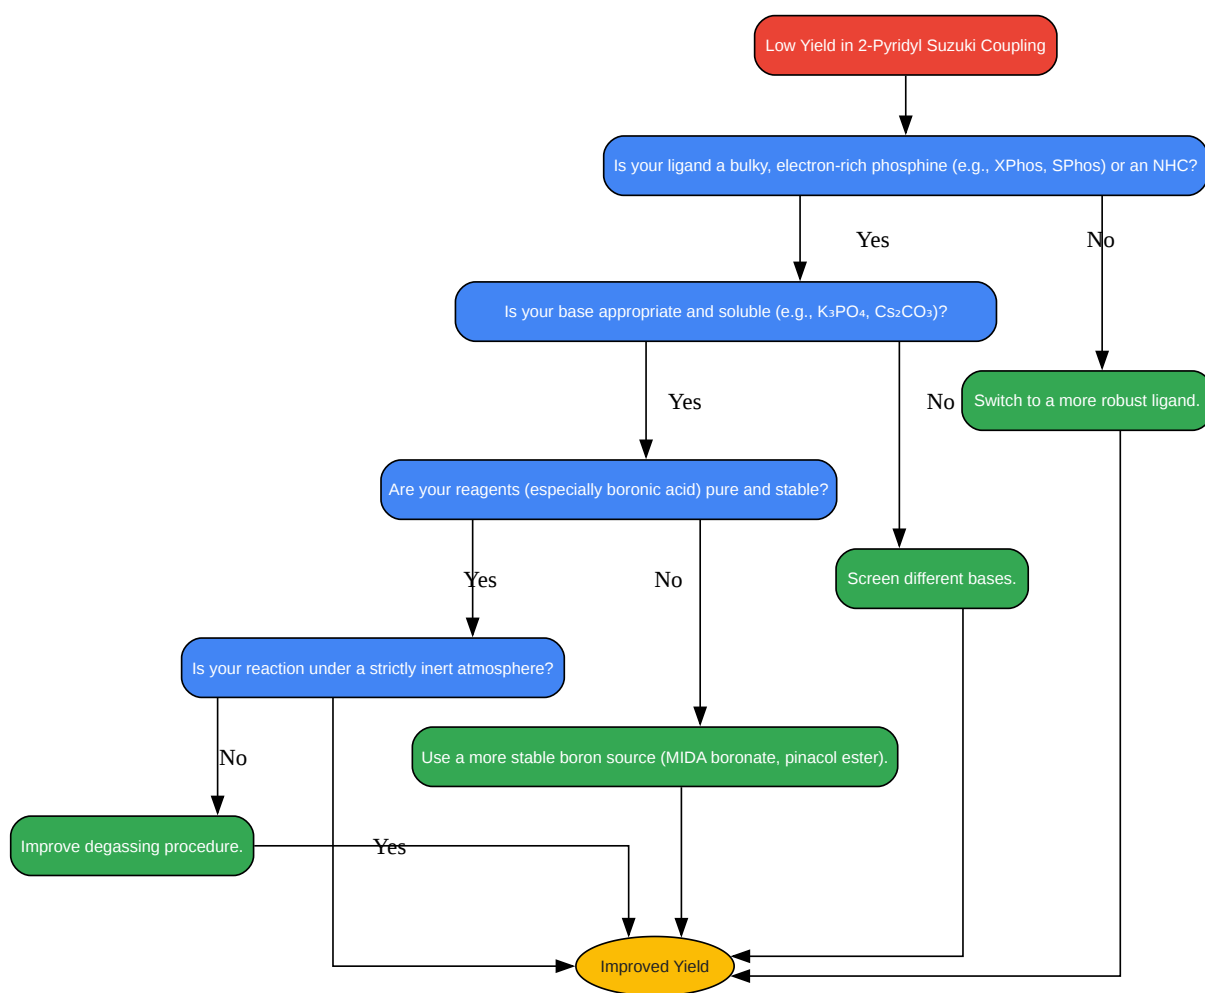 Low Yield in 2-Pyridyl Suzuki Coupling
Is your ligand a bulky, electron-rich phosphine (e.g., XPhos, SPhos) or an NHC?
Yes
No
Is your base appropriate and soluble (e.g., K₃PO₄, Cs₂CO₃)?
Yes
No
Switch to a more robust ligand.
Are your reagents (especially boronic acid) pure and stable?
Yes
No
Screen different bases.
Is your reaction under a strictly inert atmosphere?
No
Use a more stable boron source (MIDA boronate, pinacol ester).
Improve degassing procedure.
Yes
Improved Yield